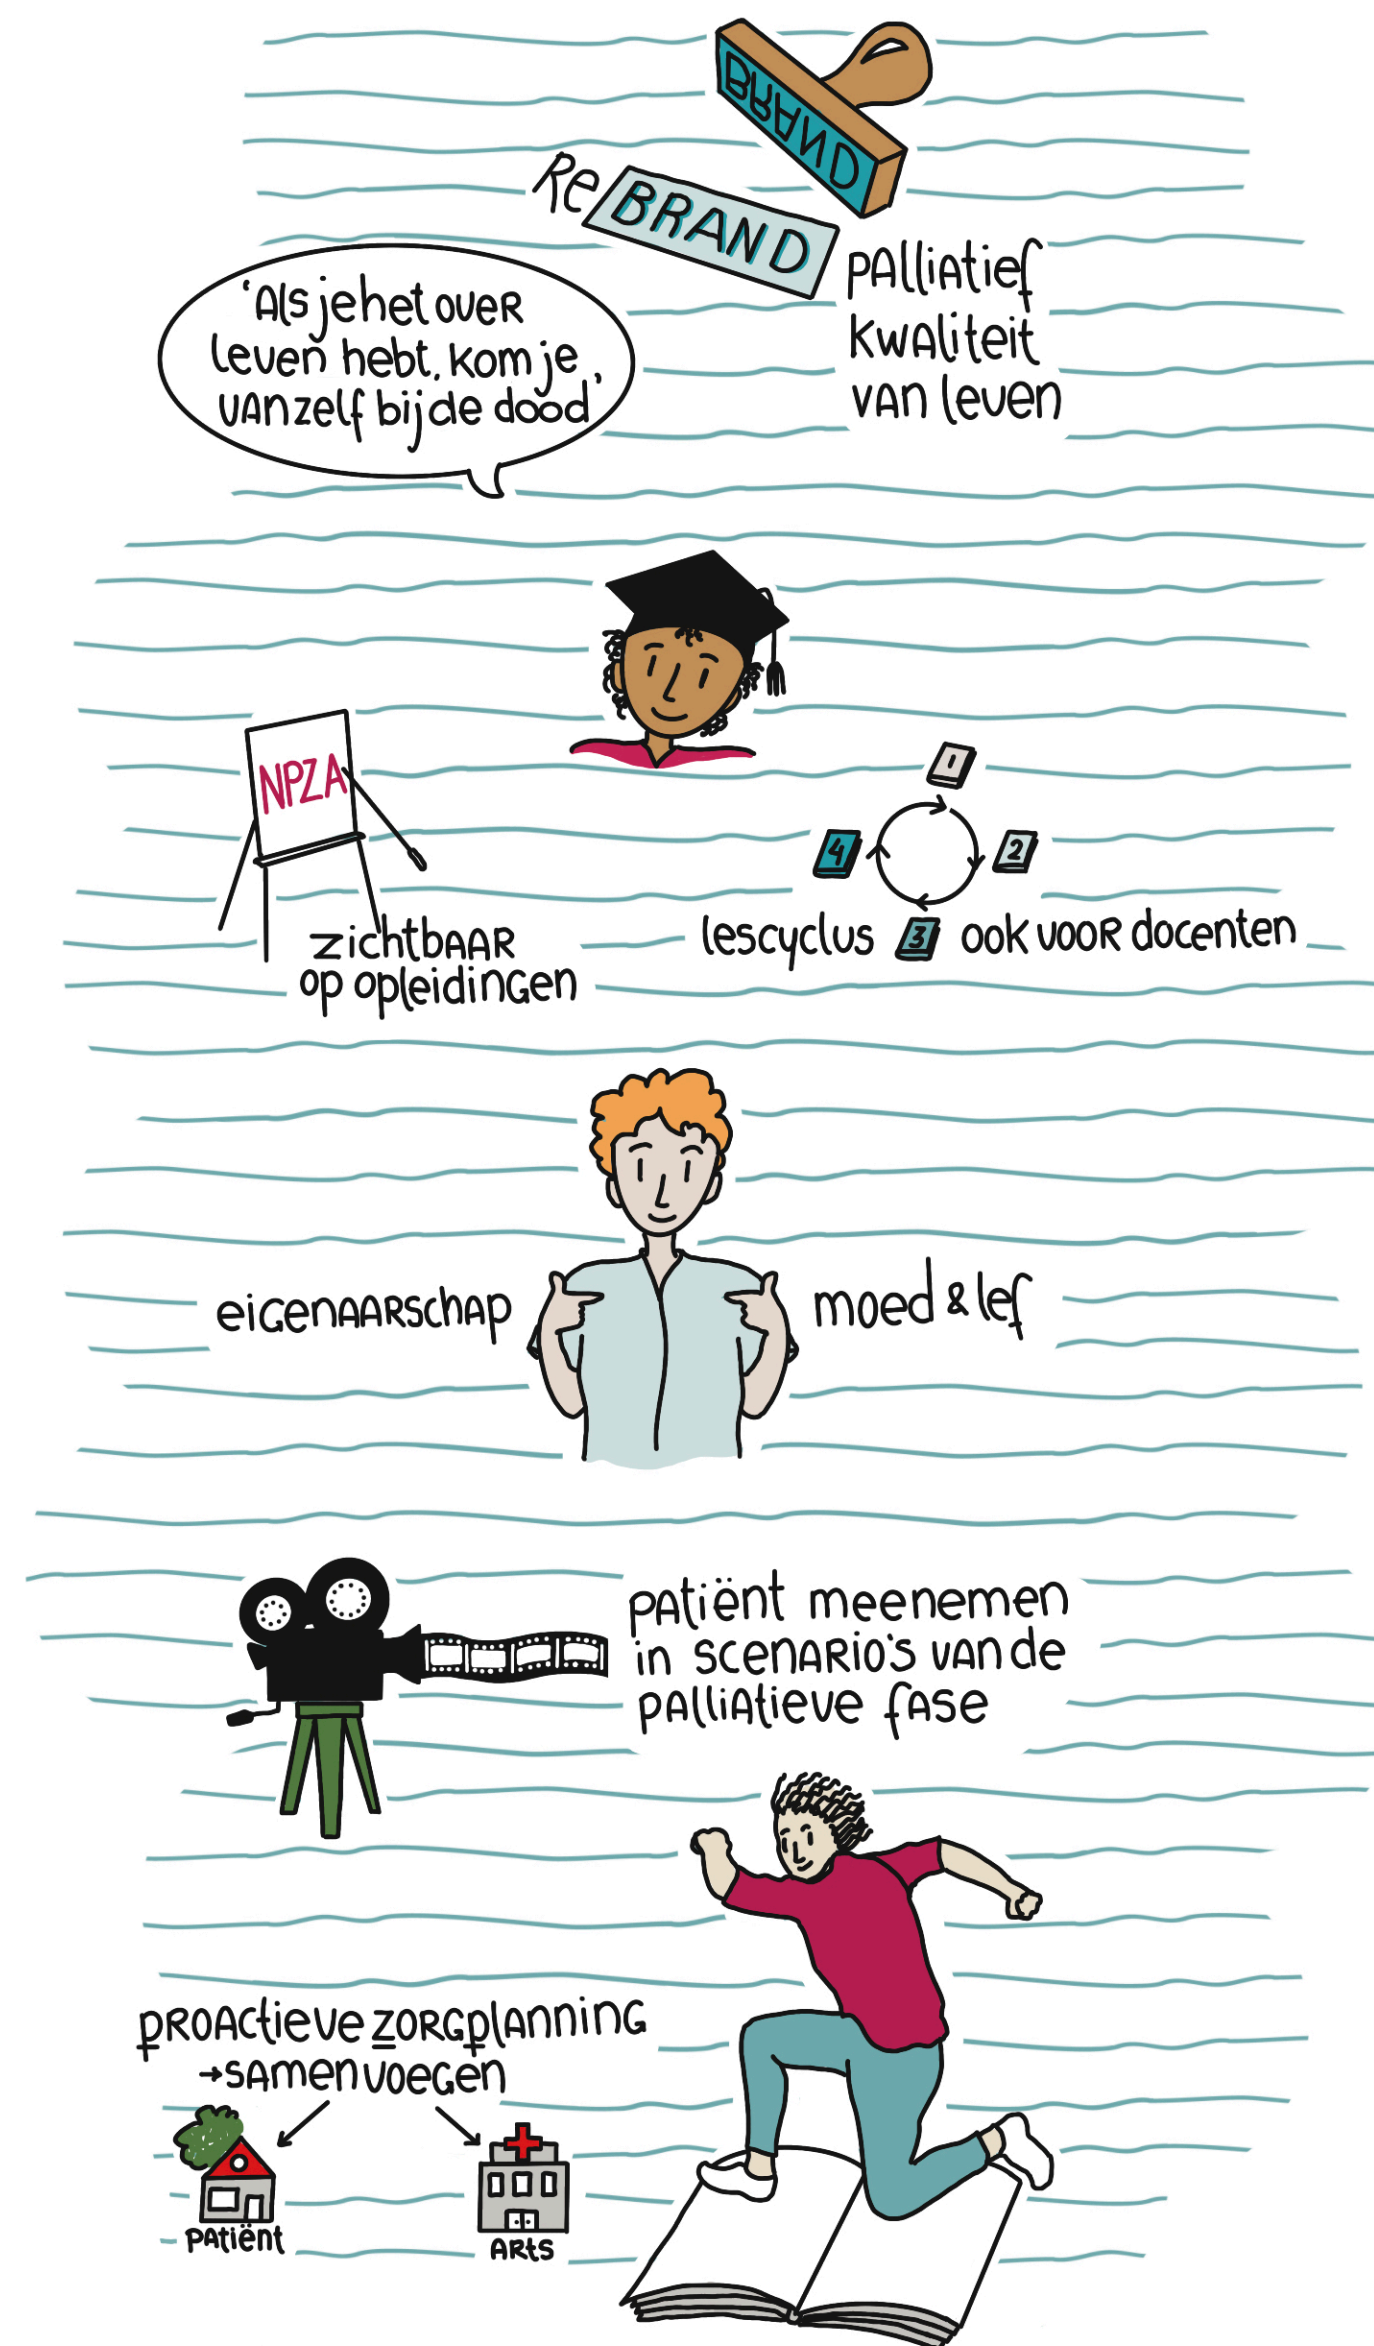 BRAND
Re BRAND
palliatief
kwaliteit
van leven
'Als je het over
leven hebt, kom je
vanzelf bij de dood'
NPZA
zichtbaar
op opleidingen
1
2
3
4
lescyclus
ook voor docenten
eigenaarschap
moed & lef
patiënt meenemen
in scenario's van de
palliatieve fase
proactieve zorgplanning
→samenvoegen
patiënt
arts